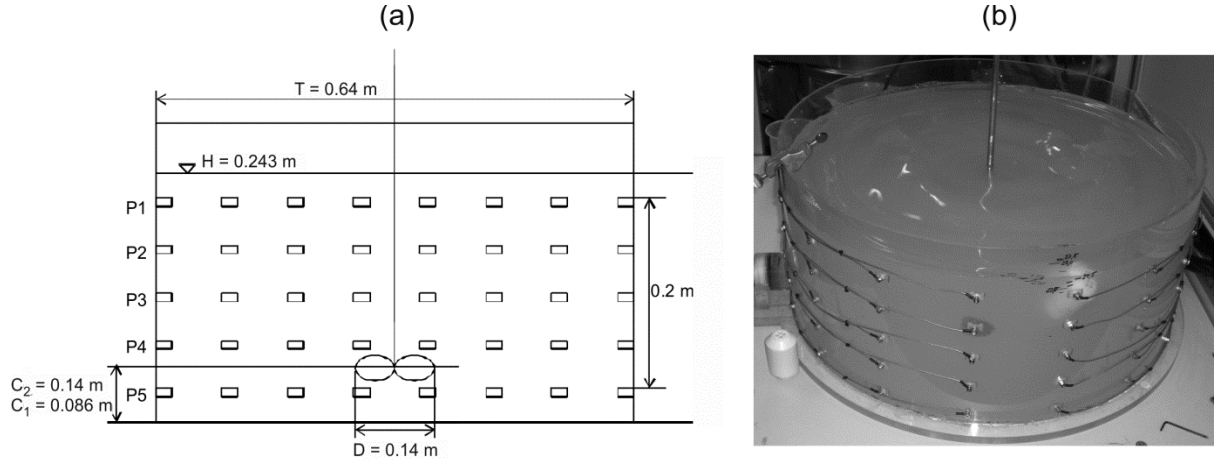 (a)
(b)
T = 0.64 m
H = 0.243 m
P1
P2
P3
0.2 m
P4
C₂ = 0.14 m
C₁ = 0.086 m
P5
D = 0.14 m